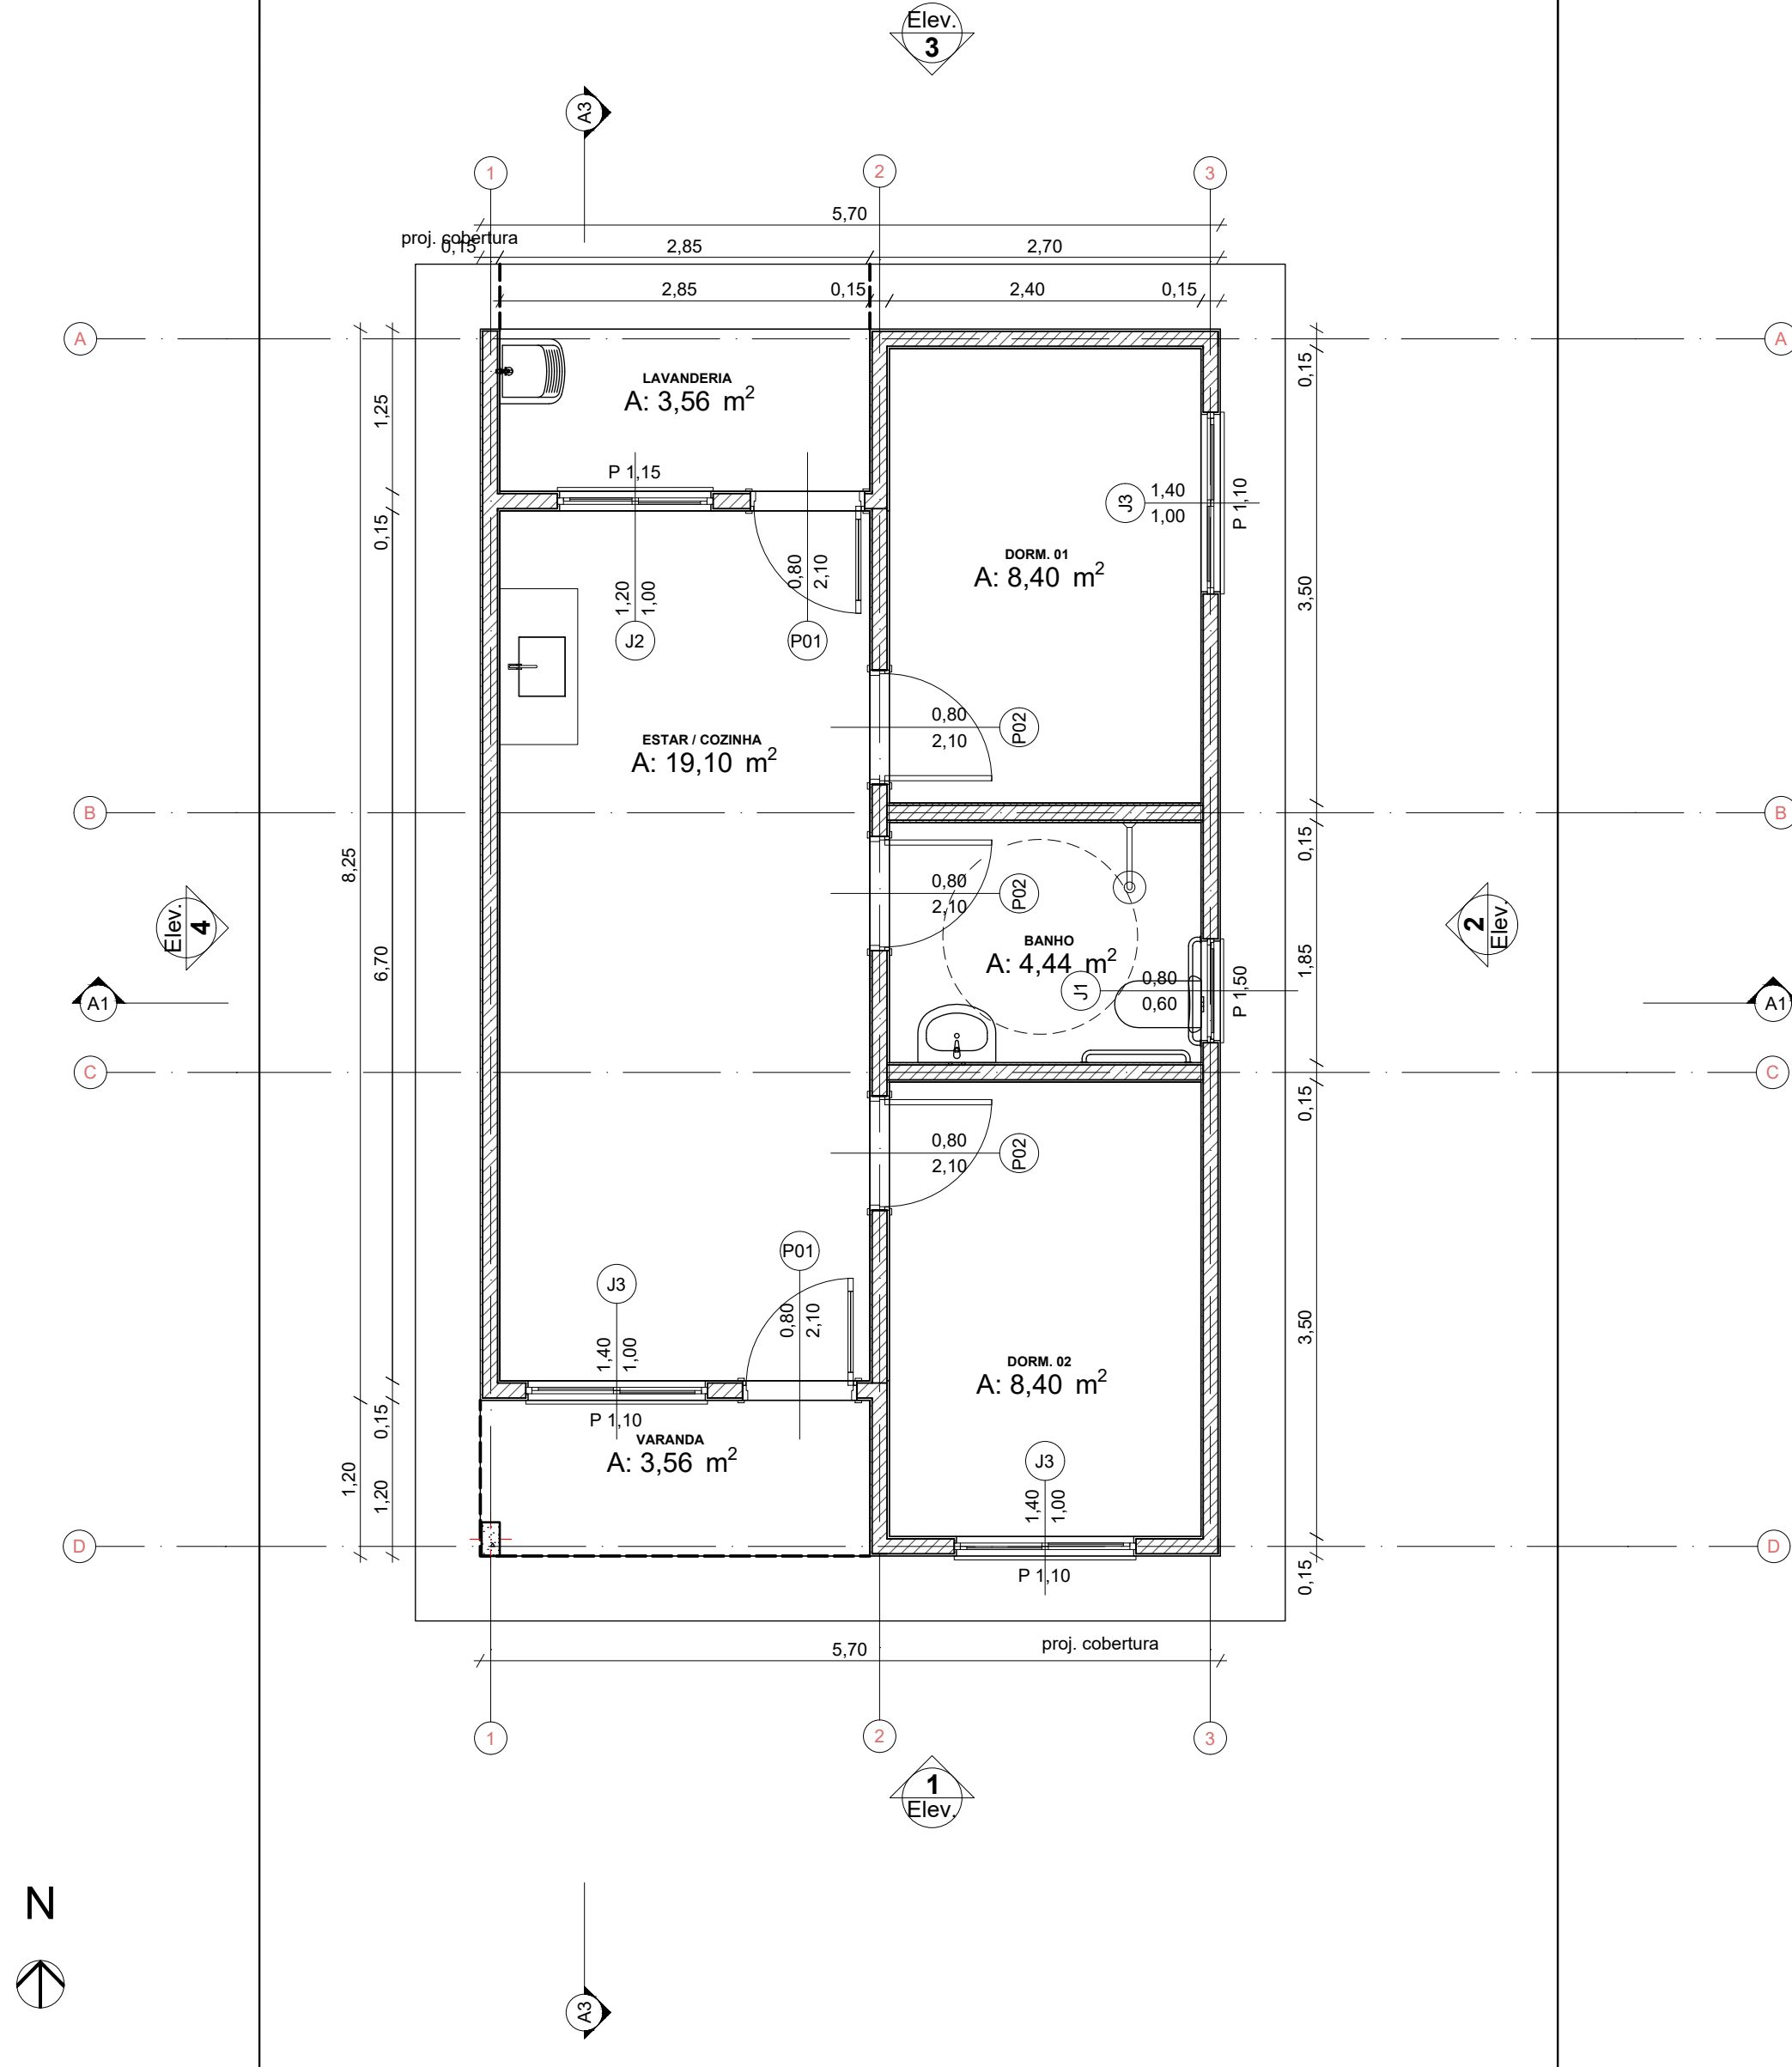 Elev.
3
A3
1
2
3
5,70
proj. cobertura
0,15
2,85
2,70
2,85
0,15
2,40
0,15
A
A
LAVANDERIA
A: 3,56 m²
1,25
0,15
P 1,15
0,15
J3
1,40
1,00
P 1,10
DORM. 01
A: 8,40 m²
0,80
2,10
1,20
1,00
3,50
J2
P01
0,80
2,10
P02
ESTAR / COZINHA
A: 19,10 m²
B
B
8,25
0,15
0,80
2,10
P02
Elev.
4
2
Elev.
BANHO
A: 4,44 m²
6,70
1,85
J1
0,80
0,60
P 1,50
A1
A1
C
C
0,15
0,80
2,10
P02
P01
J3
0,80
2,10
1,40
1,00
3,50
DORM. 02
A: 8,40 m²
0,15
P 1,10
VARANDA
A: 3,56 m²
1,20
1,20
J3
1,40
1,00
D
D
P 1,10
0,15
proj. cobertura
5,70
1
2
3
1
Elev.
N
A3